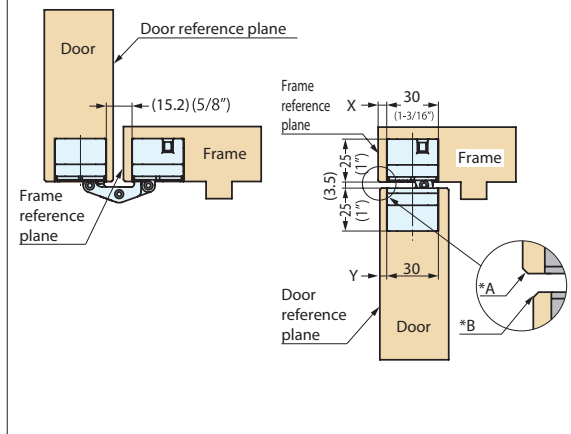 Door
Door reference plane
(15.2) (5/8”)
Frame
Frame
reference
plane
Frame
reference
plane
X
30
(1-3/16”)
25
(1”)
(3.5)
25
(1”)
Frame
Y
30
Door
reference
plane
Door
*A
*B